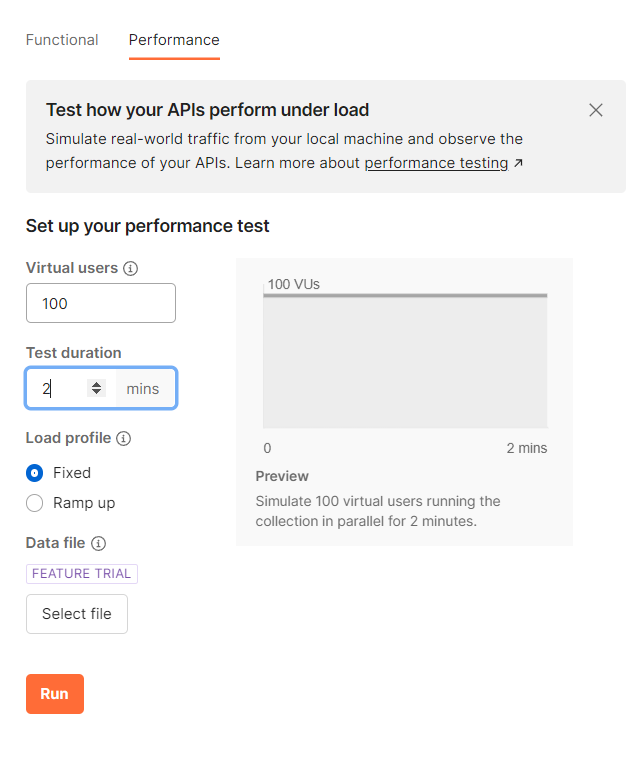 Functional Performance
Test how your APIs perform under load
Simulate real-world traffic from your local machine and observe the
performance of your APIs. Learn more about performance testing ↗
Set up your performance test
Virtual users
100
Test duration
2 mins
Load profile
Fixed
Ramp up
Data file
FEATURE TRIAL
Select file
Run
100 VUs
0 2 mins
Preview
Simulate 100 virtual users running the
collection in parallel for 2 minutes.